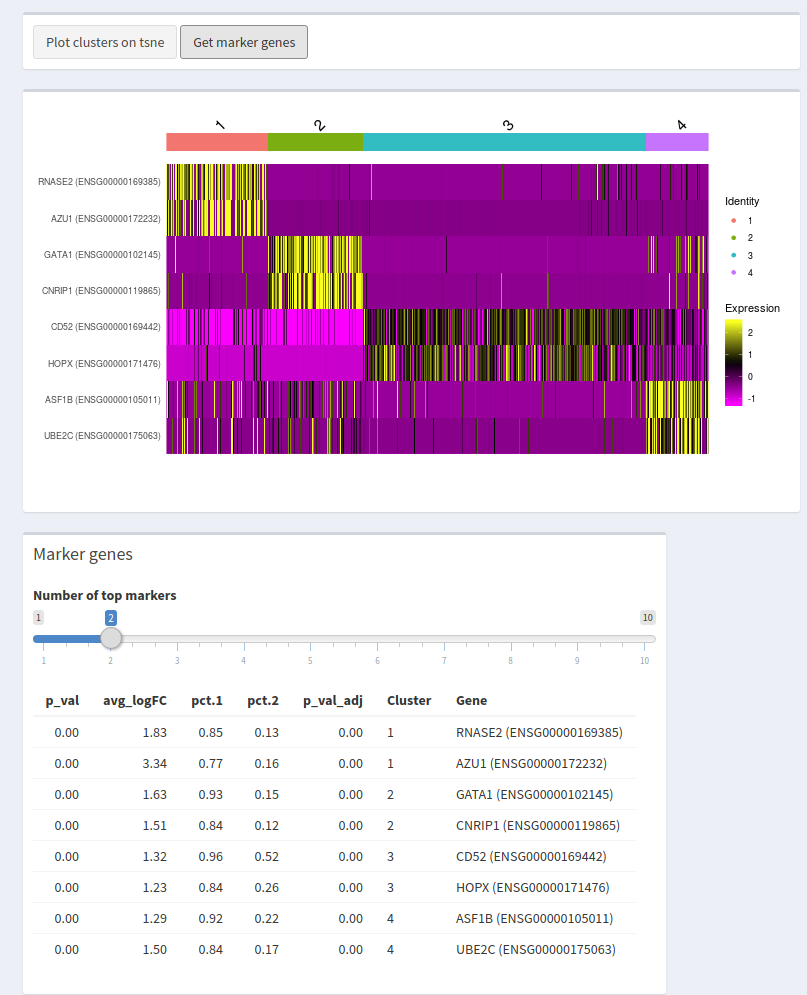 Plot clusters on tsne Get marker genes
1 2 3 4
RNASE2 (ENSG00000169385)
AZU1 (ENSG00000172232)
GATA1 (ENSG00000102145)
CNRIP1 (ENSG00000119865)
CD52 (ENSG00000169442)
HOPX (ENSG00000171476)
ASF1B (ENSG00000105011)
UBE2C (ENSG00000175063)
Identity
1
2
3
4
Expression
2
1
0
-1
Marker genes
Number of top markers
1 2 10
1 2 3 4 5 6 7 8 9 10
p_val avg_logFC pct.1 pct.2 p_val_adj Cluster Gene
0.00 1.83 0.85 0.13 0.00 1 RNASE2 (ENSG00000169385)
0.00 3.34 0.77 0.16 0.00 1 AZU1 (ENSG00000172232)
0.00 1.63 0.93 0.15 0.00 2 GATA1 (ENSG00000102145)
0.00 1.51 0.84 0.12 0.00 2 CNRIP1 (ENSG00000119865)
0.00 1.32 0.96 0.52 0.00 3 CD52 (ENSG00000169442)
0.00 1.23 0.84 0.26 0.00 3 HOPX (ENSG00000171476)
0.00 1.29 0.92 0.22 0.00 4 ASF1B (ENSG00000105011)
0.00 1.50 0.84 0.17 0.00 4 UBE2C (ENSG00000175063)